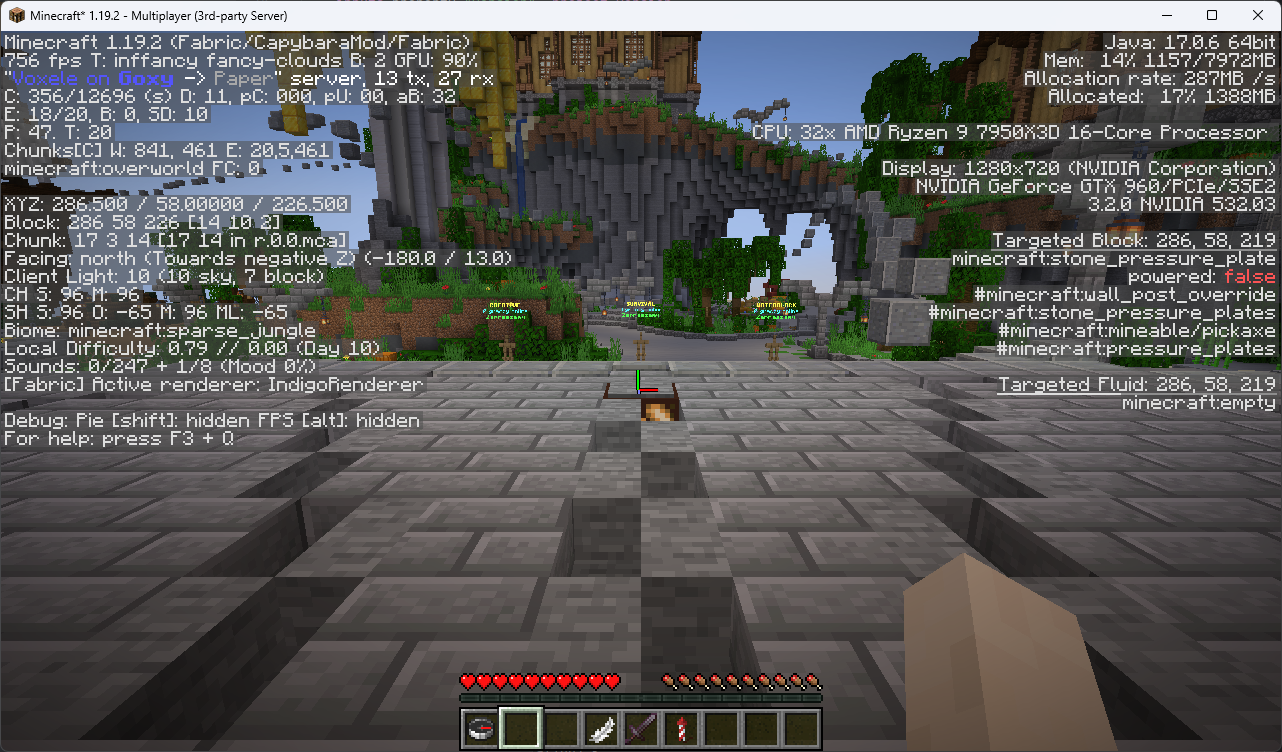 Minecraft* 1.19.2 - Multiplayer (3rd-party Server)
Minecraft 1.19.2 (Fabric/CapybaraMod/Fabric)
756 fps T: inffancy fancy-clouds B: 2 GPU: 90%
"Voxele on Goxy -> Paper" server, 13 tx, 27 rx
C: 356/12696 (s) D: 11, pC: 000, pU: 00, aB: 32
E: 18/20, B: 0, SD: 10
P: 47. T: 20
Chunks[C] W: 841, 461 E: 205,461
minecraft:overworld FC: 0
XYZ: 286.500 / 58.00000 / 226.500
Block: 286 58 226 [14 10 2]
Chunk: 17 3 14 [17 14 in r.0.0.mca]
Facing: north (Towards negative Z) (-180.0 / 13.0)
Client Light: 10 (10 sky, 7 block)
CH S: 96 M: 96
SH S: 96 O: -65 M: 96 ML: -65
Biome: minecraft:sparse_jungle
Local Difficulty: 0.79 // 0.00 (Day 10)
Sounds: 0/247 + 1/8 (Mood 0%)
[Fabric] Active renderer: IndigoRenderer
Debug: Pie [shift]: hidden FPS [alt]: hidden
For help: press F3 + Q
Java: 17.0.6 64bit
Mem: 14% 1157/7972MB
Allocation rate: 287MB /s
Allocated: 17% 1388MB
CPU: 32x AMD Ryzen 9 7950X3D 16-Core Processor
Display: 1280x720 (NVIDIA Corporation)
NVIDIA GeForce GTX 960/PCIe/SSE2
3.2.0 NVIDIA 532.03
Targeted Block: 286, 58, 219
minecraft:stone_pressure_plate
powered: false
#minecraft:wall_post_override
#minecraft:stone_pressure_plates
#minecraft:mineable/pickaxe
#minecraft:pressure_plates
Targeted Fluid: 286, 58, 219
minecraft:empty
CREATIVE
SURVIVAL